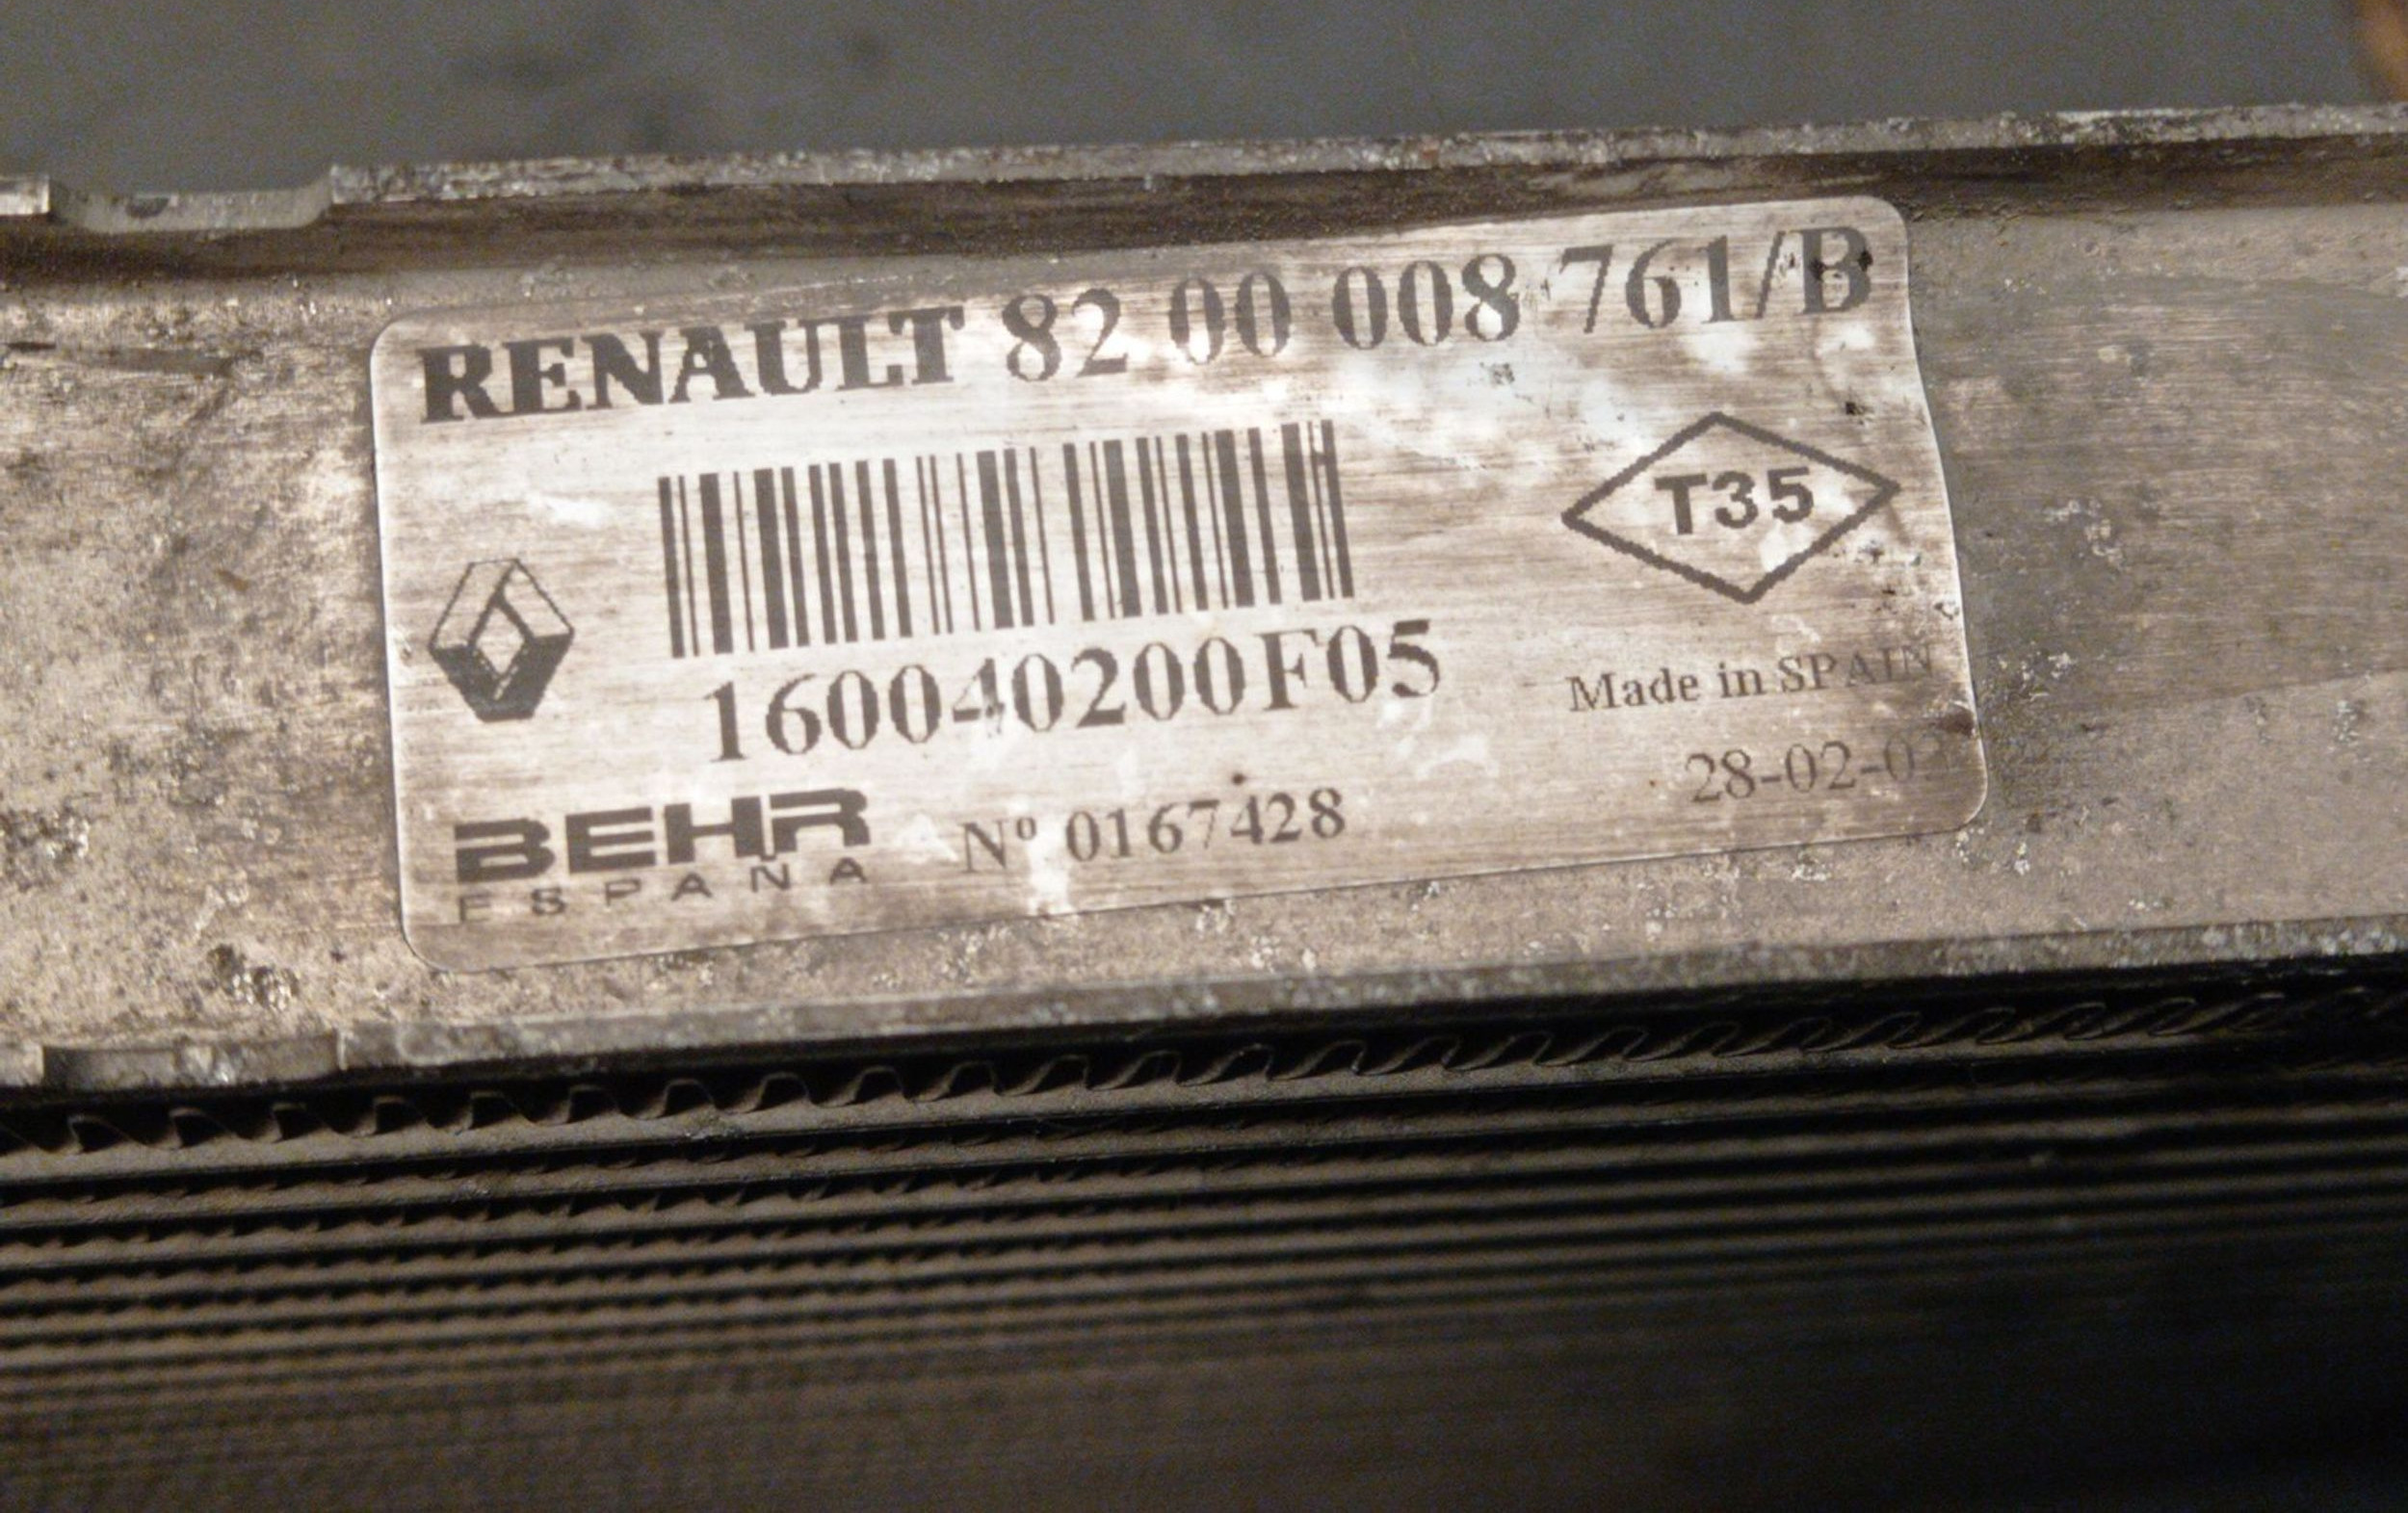 RENAULT 82 00 008 761/B
T35
160040200F05
Made in SPAIN
BEHR
ESPAÑA
Nº 0167428